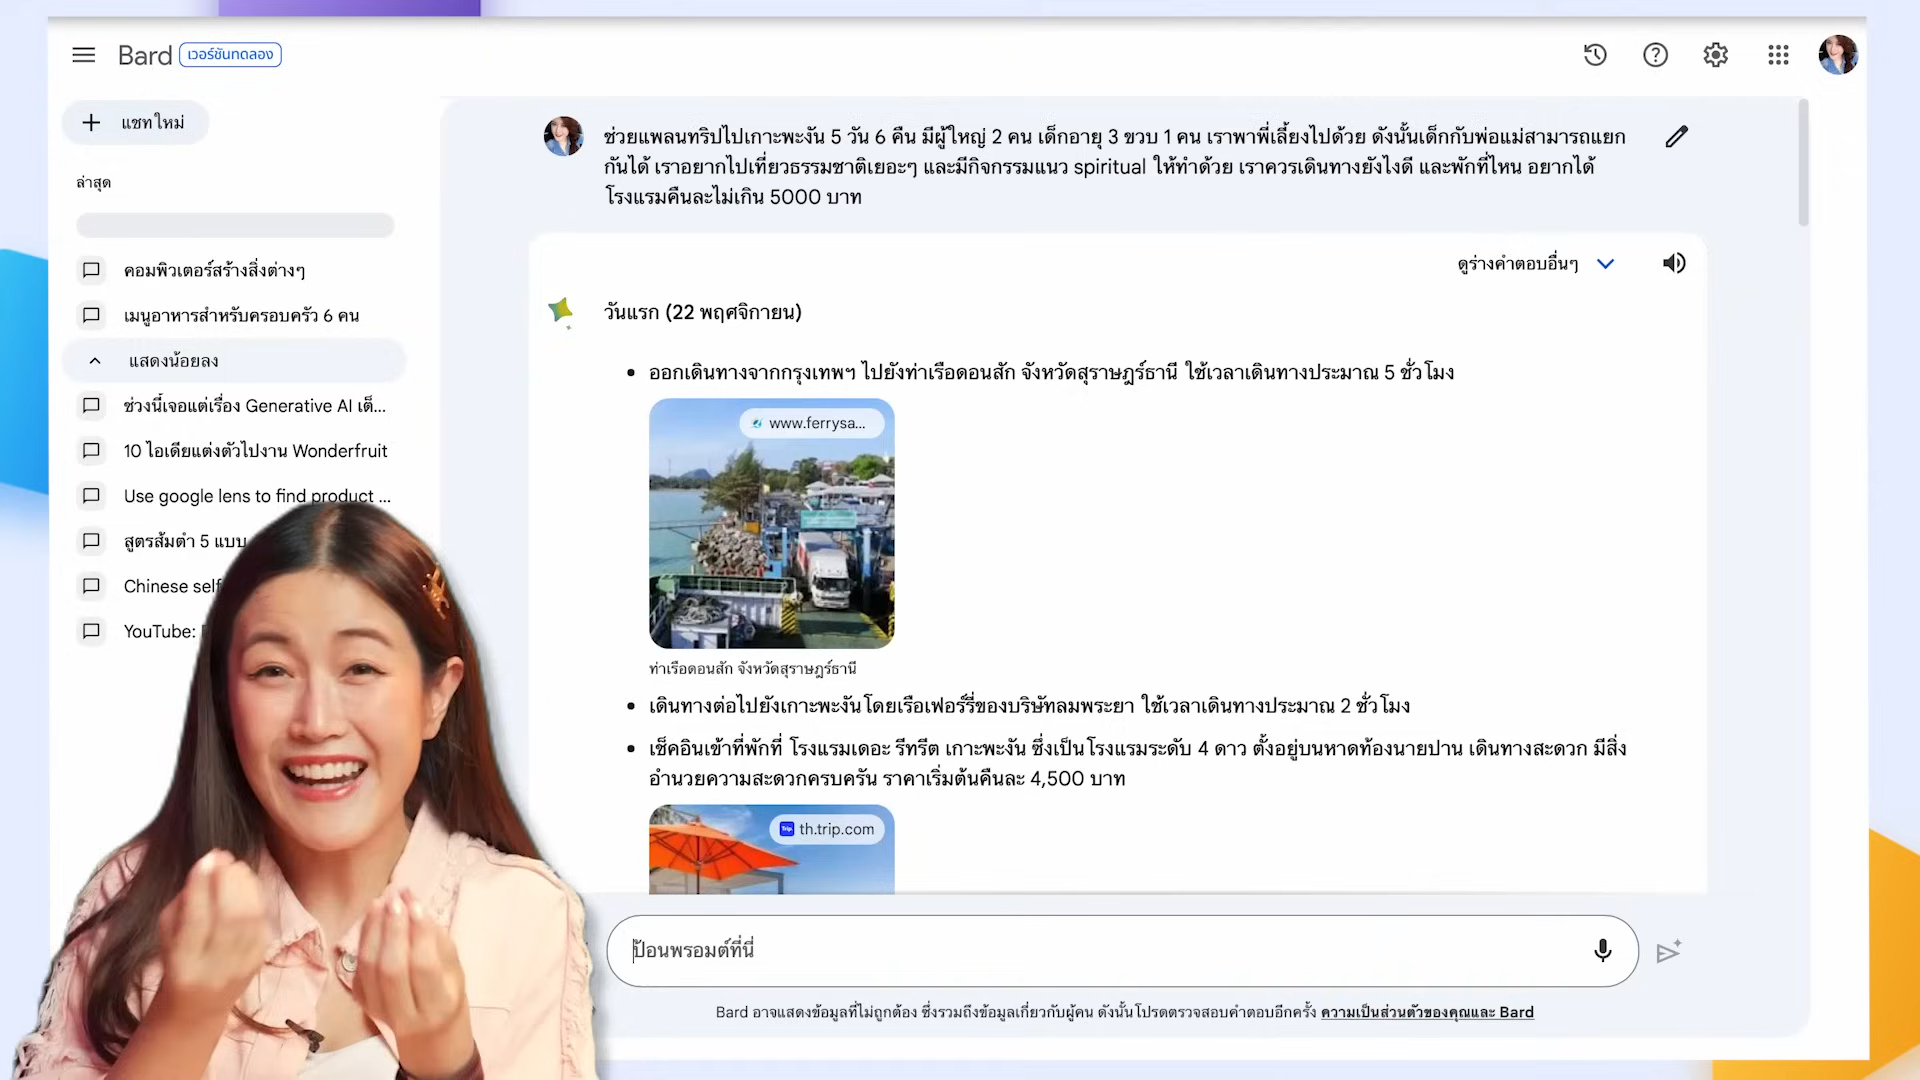 Bard เวอร์ชันทดลอง
แชทใหม่
ล่าสุด
คอมพิวเตอร์สร้างสิ่งต่างๆ
เมนูอาหารสำหรับครอบครัว 6 คน
แสดงน้อยลง
ช่วงนี้เจอแต่เรื่อง Generative AI เต็...
10 ไอเดียแต่งตัวไปงาน Wonderfruit
Use google lens to find product ...
สูตรส้มตำ 5 แบบ
Chinese self
YouTube:
ช่วยแพลนทริปไปเกาะพะงัน 5 วัน 6 คืน มีผู้ใหญ่ 2 คน เด็กอายุ 3 ขวบ 1 คน เราพาพี่เลี้ยงไปด้วย ดังนั้นเด็กกับพ่อแม่สามารถแยก
กันได้ เราอยากไปเที่ยวธรรมชาติเยอะๆ และมีกิจกรรมแนว spiritual ให้ทำด้วย เราควรเดินทางยังไงดี และพักที่ไหน อยากได้
โรงแรมคืนละไม่เกิน 5000 บาท
ดูร่างคำตอบอื่นๆ
วันแรก (22 พฤศจิกายน)
• ออกเดินทางจากกรุงเทพฯ ไปยังท่าเรือดอนสัก จังหวัดสุราษฎร์ธานี ใช้เวลาเดินทางประมาณ 5 ชั่วโมง
www.ferrysa...
ท่าเรือดอนสัก จังหวัดสุราษฎร์ธานี
• เดินทางต่อไปยังเกาะพะงันโดยเรือเฟอร์รี่ของบริษัทลมพระยา ใช้เวลาเดินทางประมาณ 2 ชั่วโมง
• เช็คอินเข้าที่พักที่ โรงแรมเดอะ รีทรีต เกาะพะงัน ซึ่งเป็นโรงแรมระดับ 4 ดาว ตั้งอยู่บนหาดท้องนายปาน เดินทางสะดวก มีสิ่ง
อำนวยความสะดวกครบครัน ราคาเริ่มต้นคืนละ 4,500 บาท
th.trip.com
ป้อนพรอมต์ที่นี่
Bard อาจแสดงข้อมูลที่ไม่ถูกต้อง ซึ่งรวมถึงข้อมูลเกี่ยวกับผู้คน ดังนั้นโปรดตรวจสอบคำตอบอีกครั้ง ความเป็นส่วนตัวของคุณและ Bard